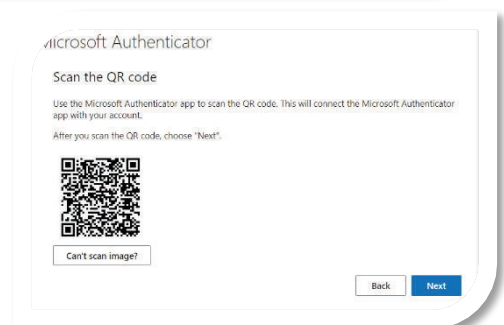 Microsoft Authenticator
Scan the QR code
Use the Microsoft Authenticator app to scan the QR code. This will connect the Microsoft Authenticator
app with your account.
After you scan the QR code, choose "Next".
Can't scan image?
Back Next